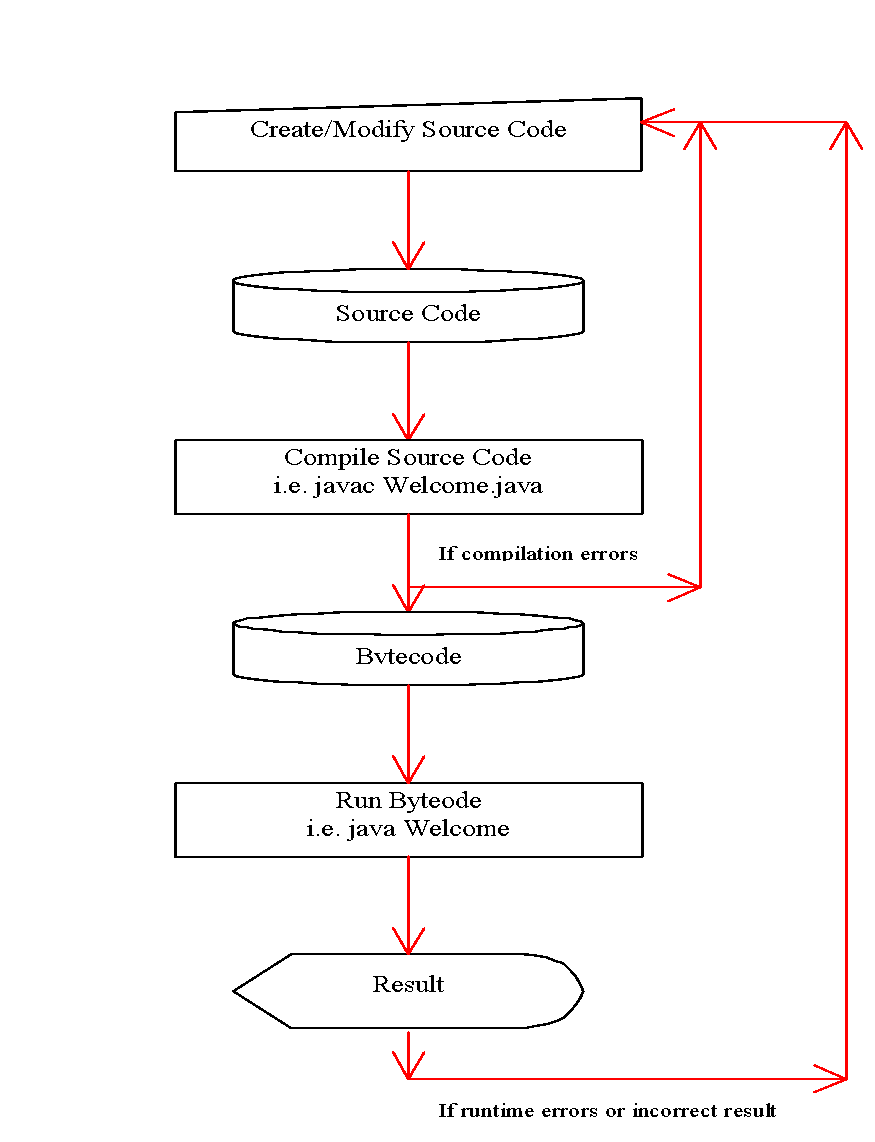 Create/Modify Source Code
Source Code
Compile Source Code
i.e. javac Welcome.java
If compilation errors
Bytecode
Run Byteode
i.e. java Welcome
Result
If runtime errors or incorrect result